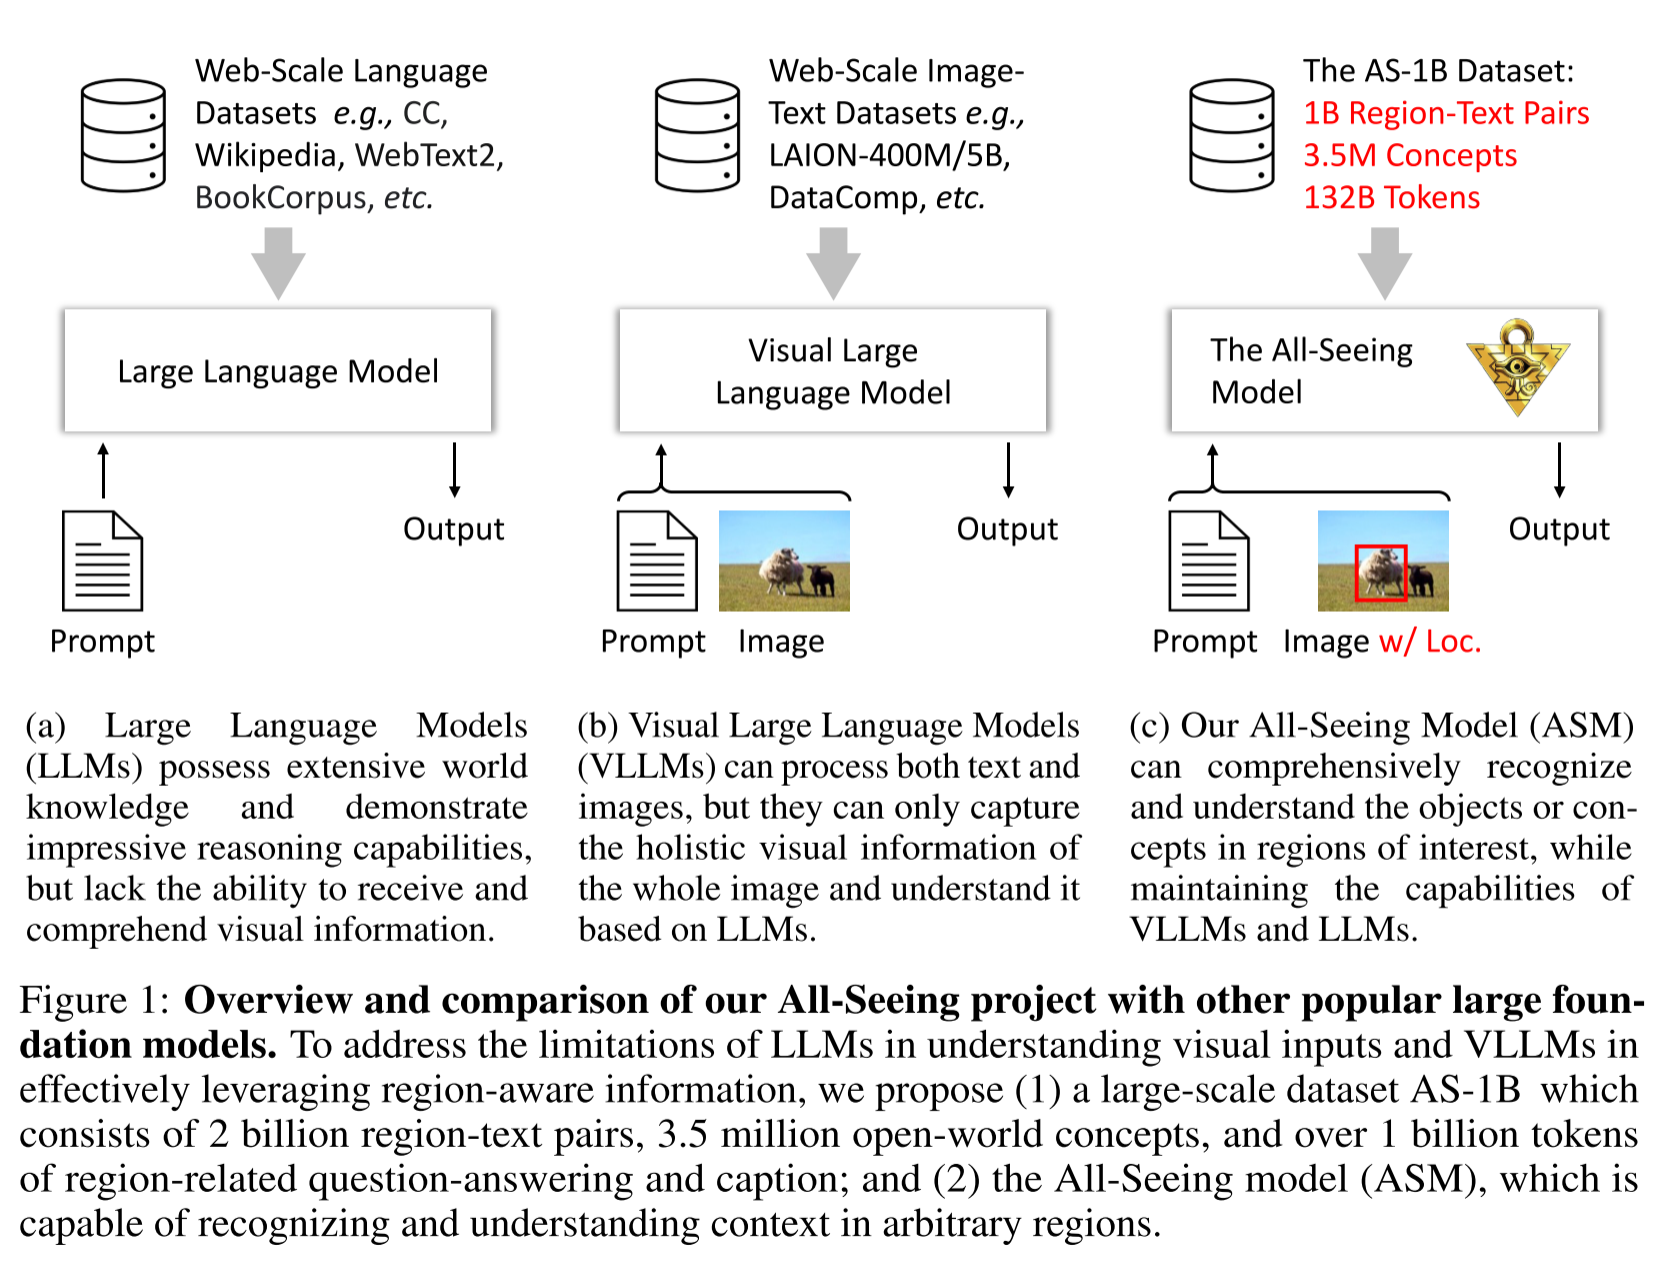 Web-Scale Language
Datasets e.g., CC,
Wikipedia, WebText2,
BookCorpus, etc.
Large Language Model
Prompt
Output
Web-Scale Image-
Text Datasets e.g.,
LAION-400M/5B,
DataComp, etc.
Visual Large
Language Model
Prompt Image
Output
The AS-1B Dataset:
1B Region-Text Pairs
3.5M Concepts
132B Tokens
The All-Seeing
Model
Prompt Image w/ Loc.
Output
(a) Large Language Models
(LLMs) possess extensive world
knowledge and demonstrate
impressive reasoning capabilities,
but lack the ability to receive and
comprehend visual information.
(b) Visual Large Language Models
(VLLMs) can process both text and
images, but they can only capture
the holistic visual information of
the whole image and understand it
based on LLMs.
(c) Our All-Seeing Model (ASM)
can comprehensively recognize
and understand the objects or con-
cepts in regions of interest, while
maintaining the capabilities of
VLLMs and LLMs.
Figure 1: Overview and comparison of our All-Seeing project with other popular large foun-
dation models. To address the limitations of LLMs in understanding visual inputs and VLLMs in
effectively leveraging region-aware information, we propose (1) a large-scale dataset AS-1B which
consists of 2 billion region-text pairs, 3.5 million open-world concepts, and over 1 billion tokens
of region-related question-answering and caption; and (2) the All-Seeing model (ASM), which is
capable of recognizing and understanding context in arbitrary regions.